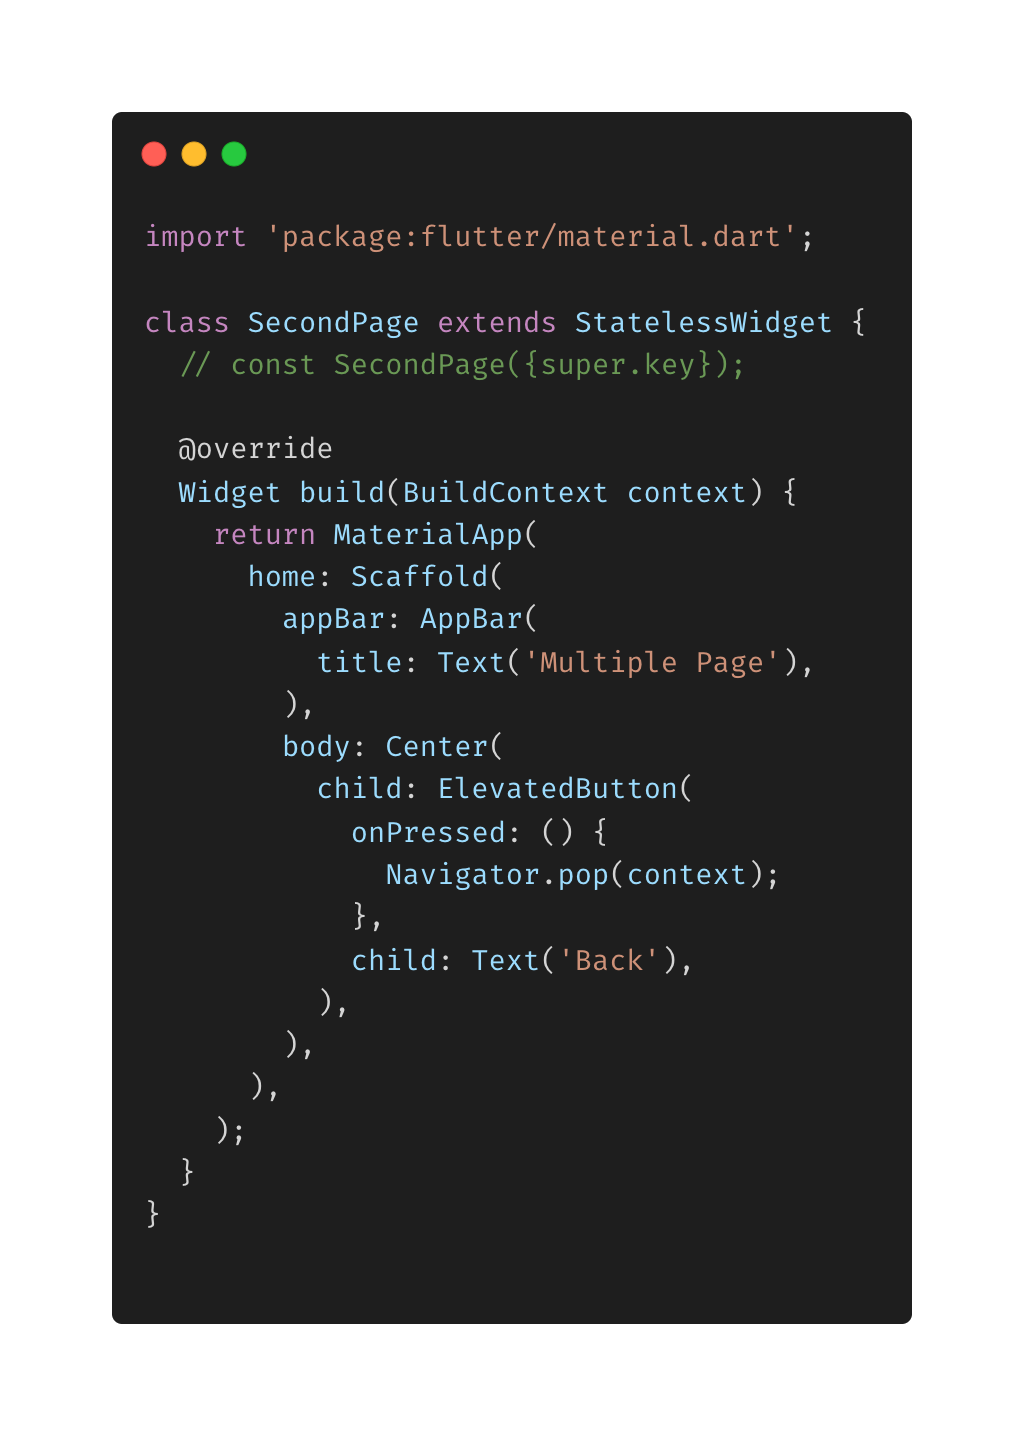 import 'package:flutter/material.dart';

class SecondPage extends StatelessWidget {
  // const SecondPage({super.key});

  @override
  Widget build(BuildContext context) {
    return MaterialApp(
      home: Scaffold(
        appBar: AppBar(
          title: Text('Multiple Page'),
        ),
        body: Center(
          child: ElevatedButton(
            onPressed: () {
              Navigator.pop(context);
            },
            child: Text('Back'),
          ),
        ),
      ),
    );
  }
}